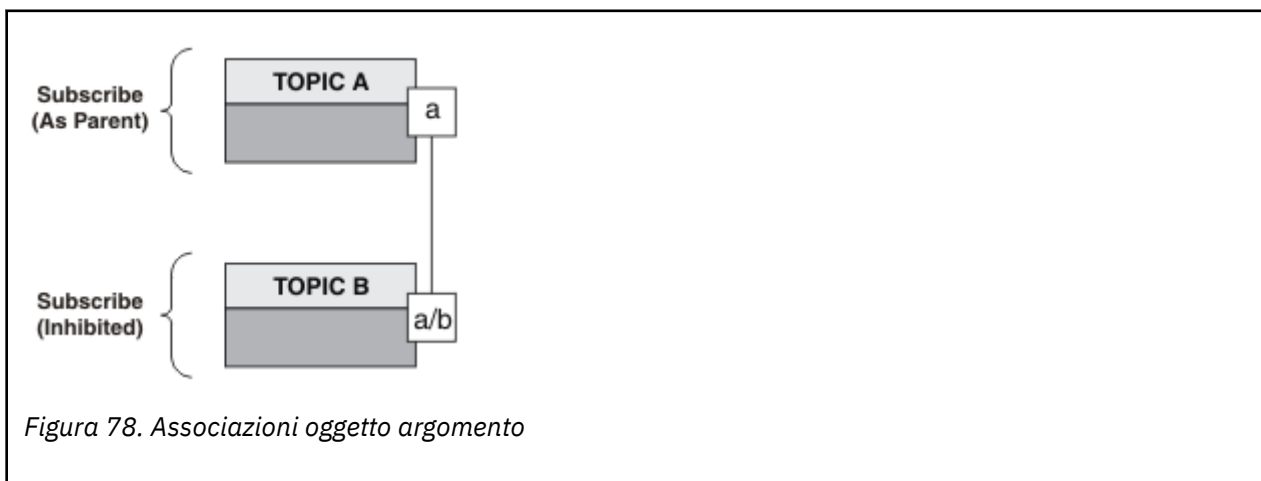 Subscribe
(As Parent)
TOPIC A
a
Subscribe
(Inhibited)
TOPIC B
a/b
Figura 78. Associazioni oggetto argomento